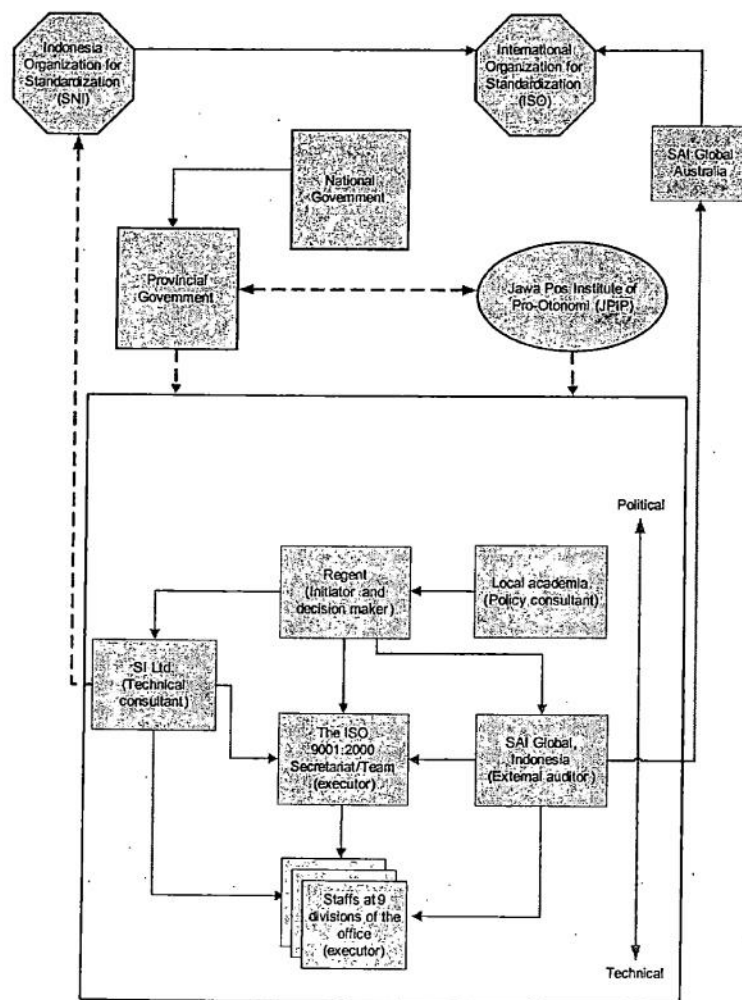 Indonesia
Organization for
Standardization
(SNI)
International
Organization for
Standardization
(ISO)
SAI Global
Australia
National
Government
Provincial
Government
Jawa Pos Institute of
Pro-Otonomi (JPIP)
Political
Regent
(Initiator and
decision maker)
Local academia
(Policy consultant)
SI Ltd.
(Technical
consultant)
The ISO
9001:2000
Secretariat/Team
(executor)
SAI Global,
Indonesia
(External auditor)
Staffs at 9
divisions of the
office
(executor)
Technical